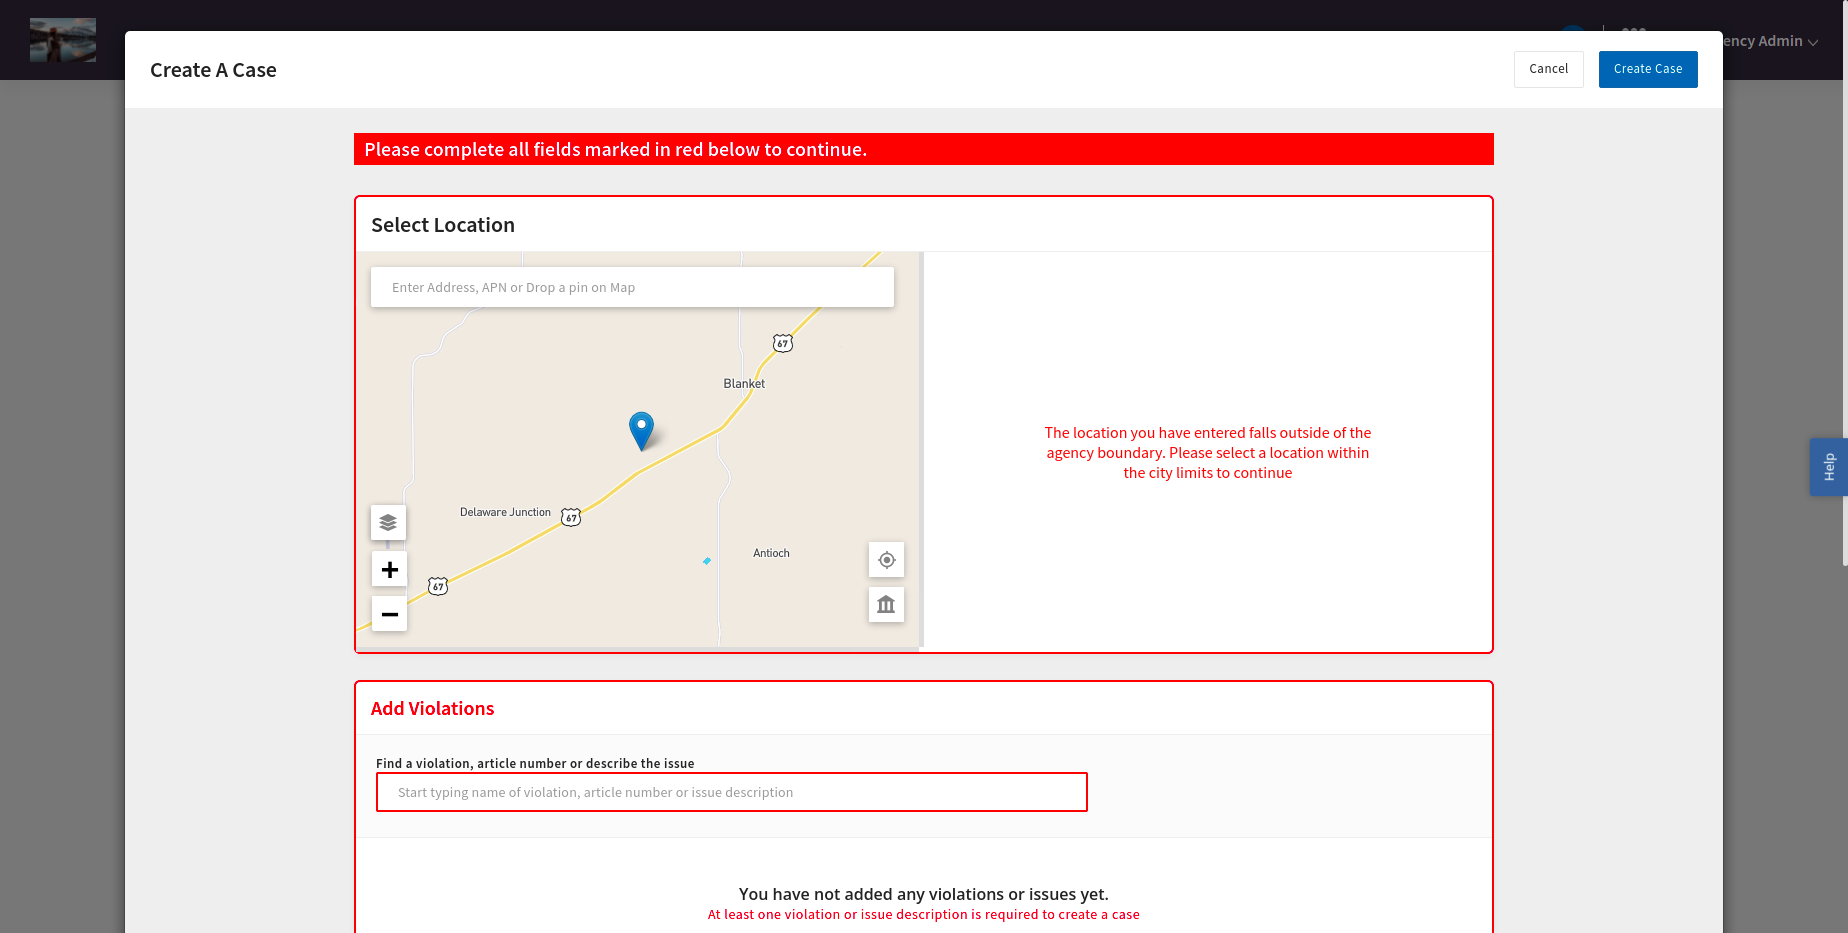 ency Admin
Create A Case
Cancel
Create Case
Please complete all fields marked in red below to continue.
Select Location
Enter Address, APN or Drop a pin on Map
67
Blanket
The location you have entered falls outside of the
agency boundary. Please select a location within
the city limits to continue
Help
Delaware Junction
67
Antioch
67
Add Violations
Find a violation, article number or describe the issue
Start typing name of violation, article number or issue description
You have not added any violations or issues yet.
At least one violation or issue description is required to create a case